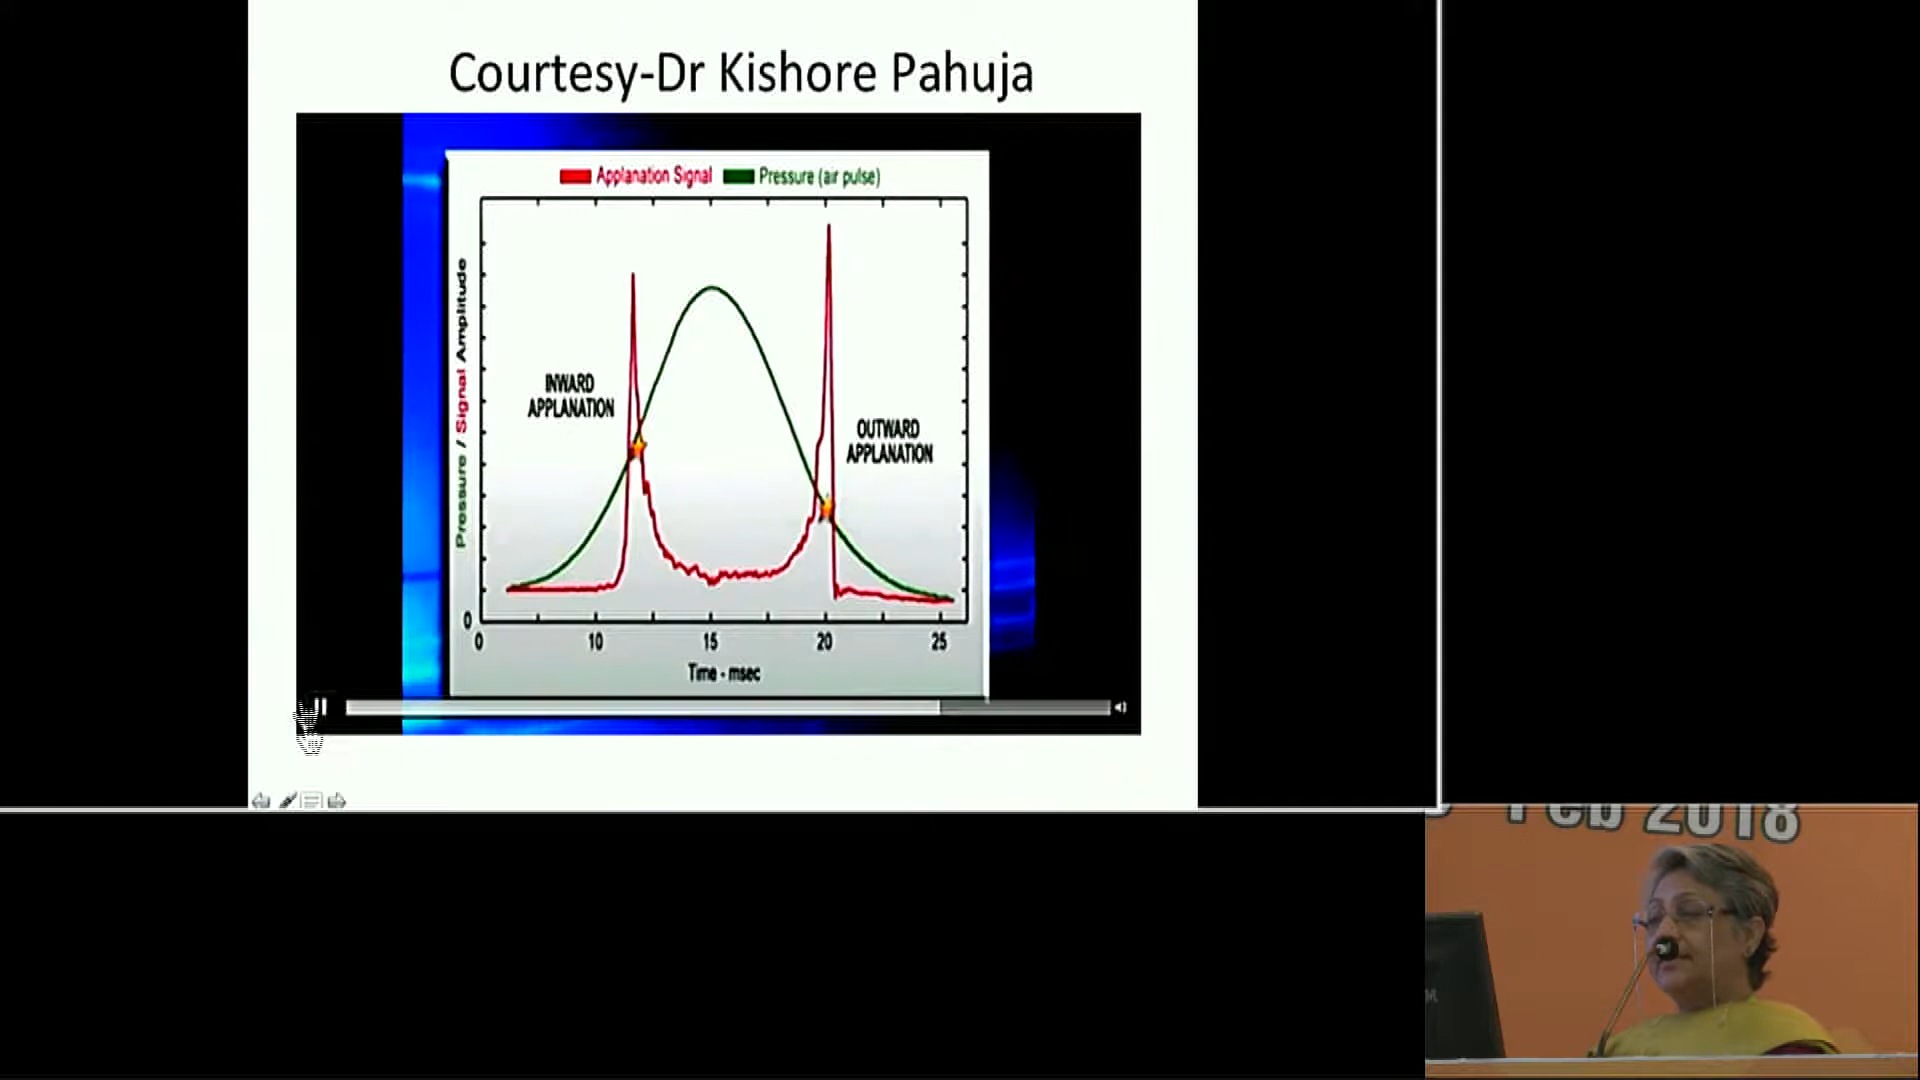 Courtesy-Dr Kishore Pahuja
Applanation Signal
Pressure (air pulse)
Pressure / Signal Amplitude
INWARD
APPLANATION
OUTWARD
APPLANATION
0
0 10 15 20 25
Time - msec
Feb 2018